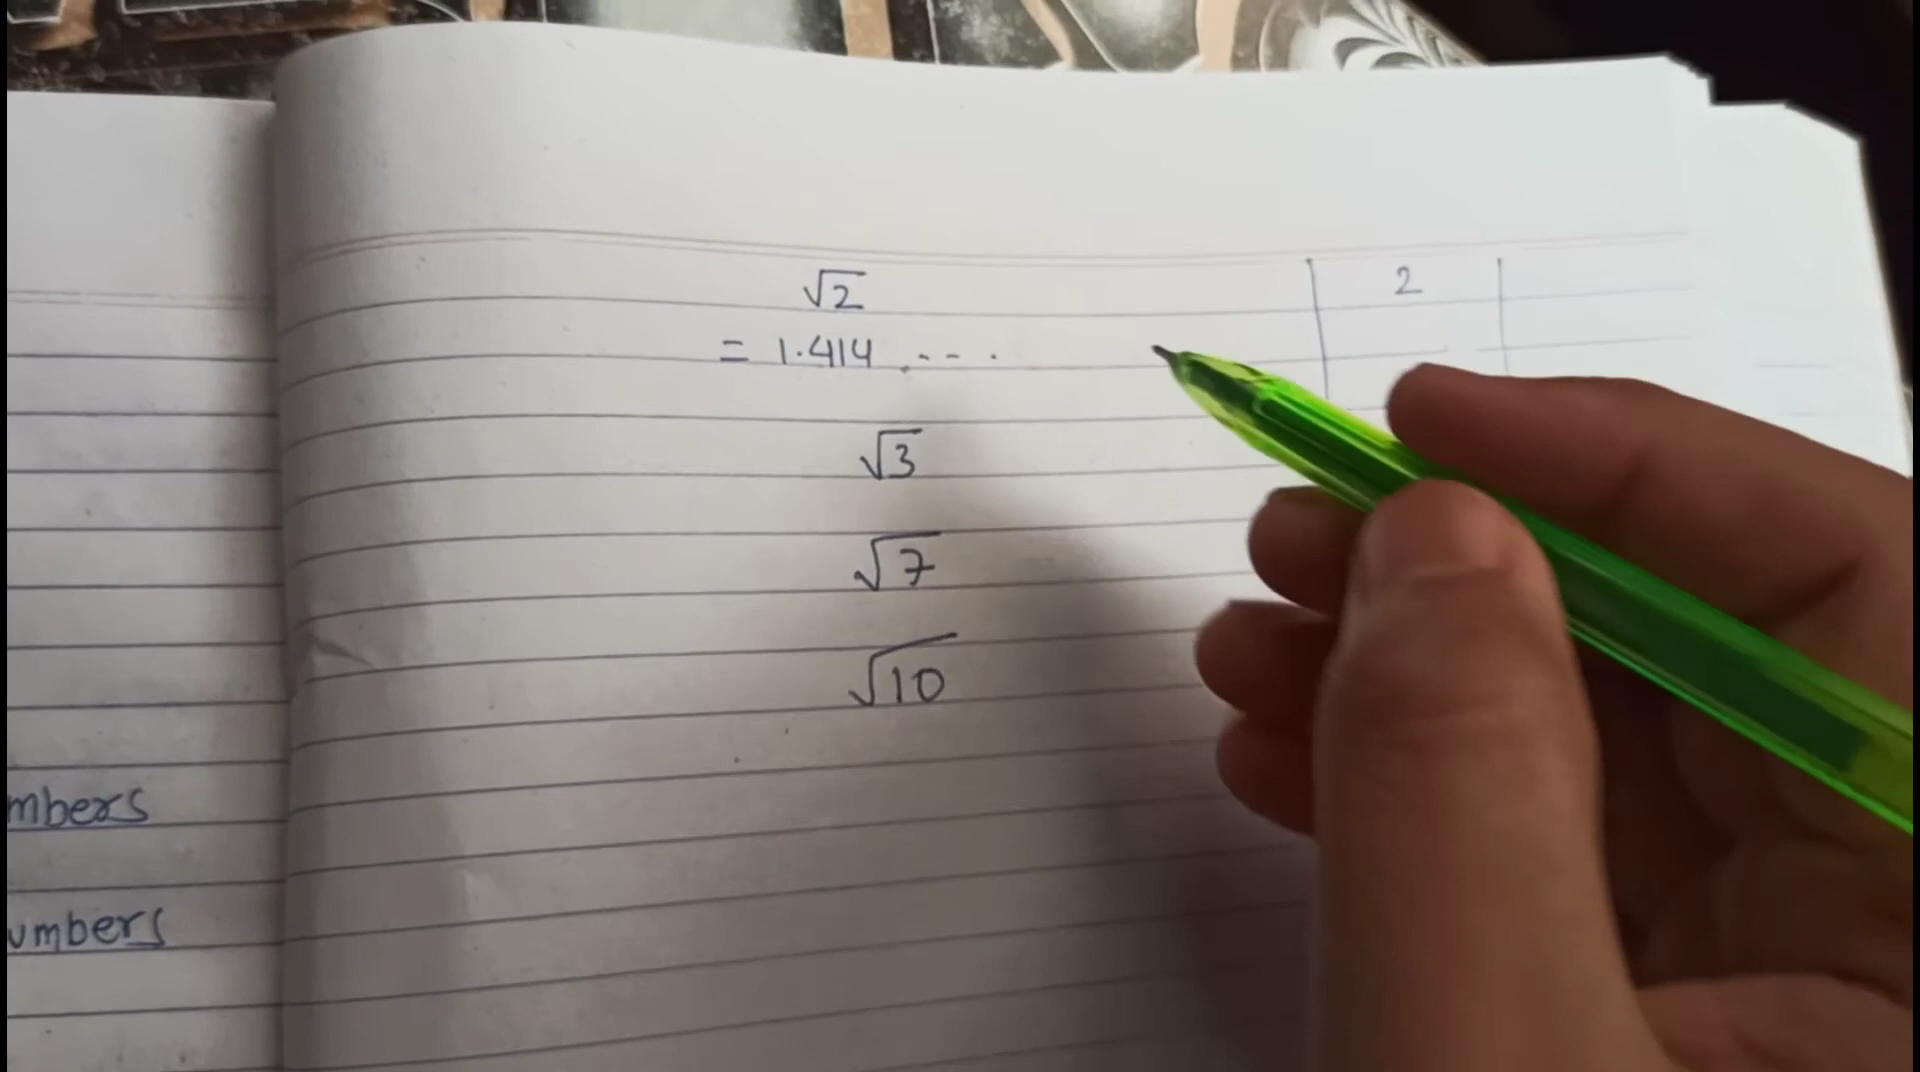 √2 2
= 1.414 . - - .
√3
√7
√10
mbers
umbers